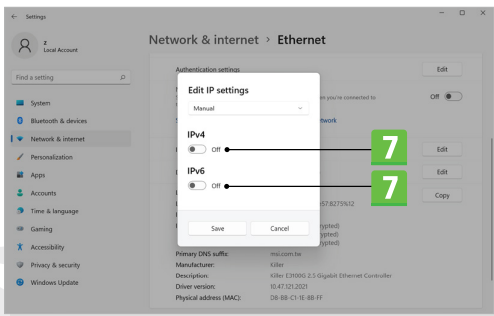 Settings
z
Local Account
Find a setting
System
Bluetooth & devices
Network & internet
Personalization
Apps
Accounts
Time & language
Gaming
Accessibility
Privacy & security
Windows Update
Network & internet > Ethernet
Authentication settings
Edit
en you're connected to
Off
twork
Edit IP settings
Manual
IPv4
Off
7
IPv6
Off
7
Save
Cancel
Edit
Edit
Copy
:57:8275%12
rypted)
rypted)
rypted)
Primary DNS suffix: msi.com.tw
Manufacturer: Killer
Description: Killer E3100G 2.5 Gigabit Ethernet Controller
Driver version: 10.47.121.2021
Physical address (MAC): D8-BB-C1-1E-8B-FF